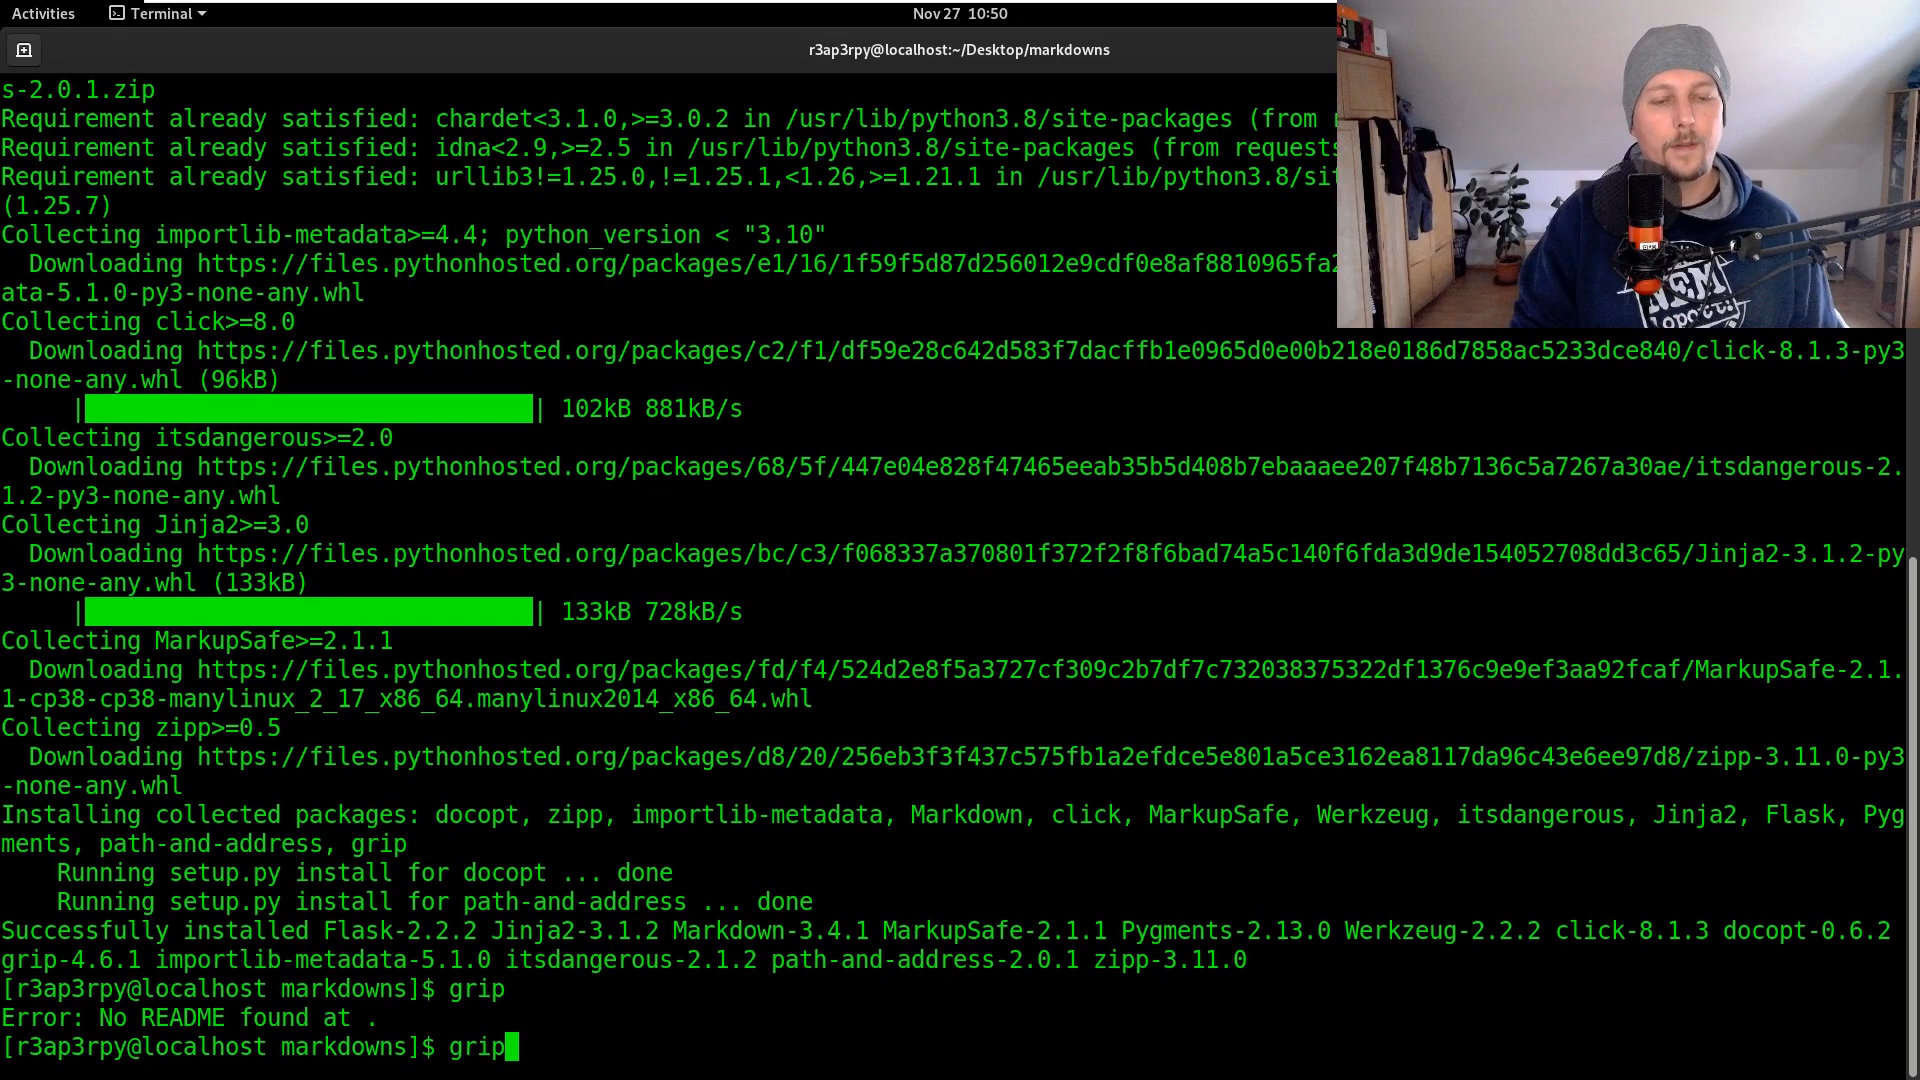 Activities Terminal Nov 27 10:50
r3ap3rpy@localhost:~/Desktop/markdowns
s-2.0.1.zip
Requirement already satisfied: chardet<3.1.0,>=3.0.2 in /usr/lib/python3.8/site-packages (from
Requirement already satisfied: idna<2.9,>=2.5 in /usr/lib/python3.8/site-packages (from requests
Requirement already satisfied: urllib3!=1.25.0,!=1.25.1,<1.26,>=1.21.1 in /usr/lib/python3.8/sit
(1.25.7)
Collecting importlib-metadata>=4.4; python_version < "3.10"
  Downloading https://files.pythonhosted.org/packages/e1/16/1f59f5d87d256012e9cdf0e8af8810965fa2
ata-5.1.0-py3-none-any.whl
Collecting click>=8.0
  Downloading https://files.pythonhosted.org/packages/c2/f1/df59e28c642d583f7dacffb1e0965d0e00b218e0186d7858ac5233dce840/click-8.1.3-py3
-none-any.whl (96kB)
     || 102kB 881kB/s
Collecting itsdangerous>=2.0
  Downloading https://files.pythonhosted.org/packages/68/5f/447e04e828f47465eeab35b5d408b7ebaaaee207f48b7136c5a7267a30ae/itsdangerous-2.
1.2-py3-none-any.whl
Collecting Jinja2>=3.0
  Downloading https://files.pythonhosted.org/packages/bc/c3/f068337a370801f372f2f8f6bad74a5c140f6fda3d9de154052708dd3c65/Jinja2-3.1.2-py
3-none-any.whl (133kB)
     || 133kB 728kB/s
Collecting MarkupSafe>=2.1.1
  Downloading https://files.pythonhosted.org/packages/fd/f4/524d2e8f5a3727cf309c2b7df7c732038375322df1376c9e9ef3aa92fcaf/MarkupSafe-2.1.
1-cp38-cp38-manylinux_2_17_x86_64.manylinux2014_x86_64.whl
Collecting zipp>=0.5
  Downloading https://files.pythonhosted.org/packages/d8/20/256eb3f3f437c575fb1a2efdce5e801a5ce3162ea8117da96c43e6ee97d8/zipp-3.11.0-py3
-none-any.whl
Installing collected packages: docopt, zipp, importlib-metadata, Markdown, click, MarkupSafe, Werkzeug, itsdangerous, Jinja2, Flask, Pyg
ments, path-and-address, grip
    Running setup.py install for docopt ... done
    Running setup.py install for path-and-address ... done
Successfully installed Flask-2.2.2 Jinja2-3.1.2 Markdown-3.4.1 MarkupSafe-2.1.1 Pygments-2.13.0 Werkzeug-2.2.2 click-8.1.3 docopt-0.6.2
grip-4.6.1 importlib-metadata-5.1.0 itsdangerous-2.1.2 path-and-address-2.0.1 zipp-3.11.0
[r3ap3rpy@localhost markdowns]$ grip
Error: No README found at .
[r3ap3rpy@localhost markdowns]$ grip
NEM